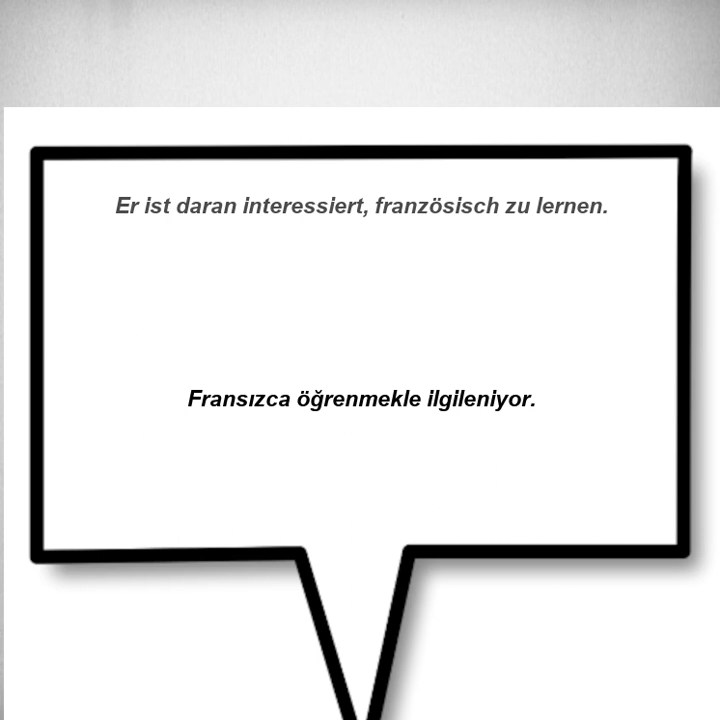 Er ist daran interessiert, französisch zu lernen.
Fransızca öğrenmekle ilgileniyor.